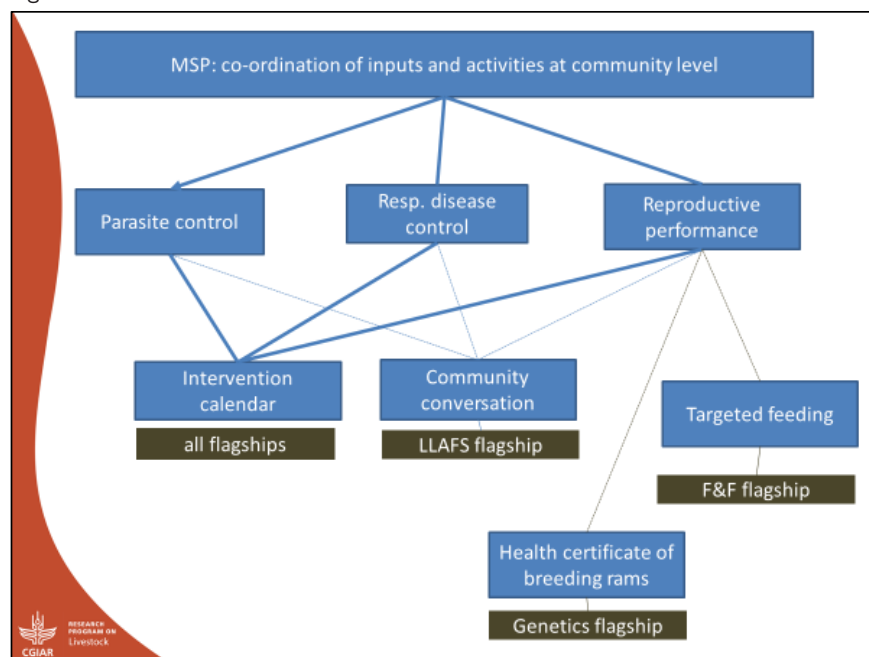 MSP: co-ordination of inputs and activities at community level
Parasite control
Resp. disease
control
Reproductive
performance
Intervention
calendar
all flagships
Community
conversation
LLAFS flagship
Targeted feeding
F&F flagship
Health certificate of
breeding rams
Genetics flagship
RESEARCH
PROGRAM ON
Livestock
CGIAR